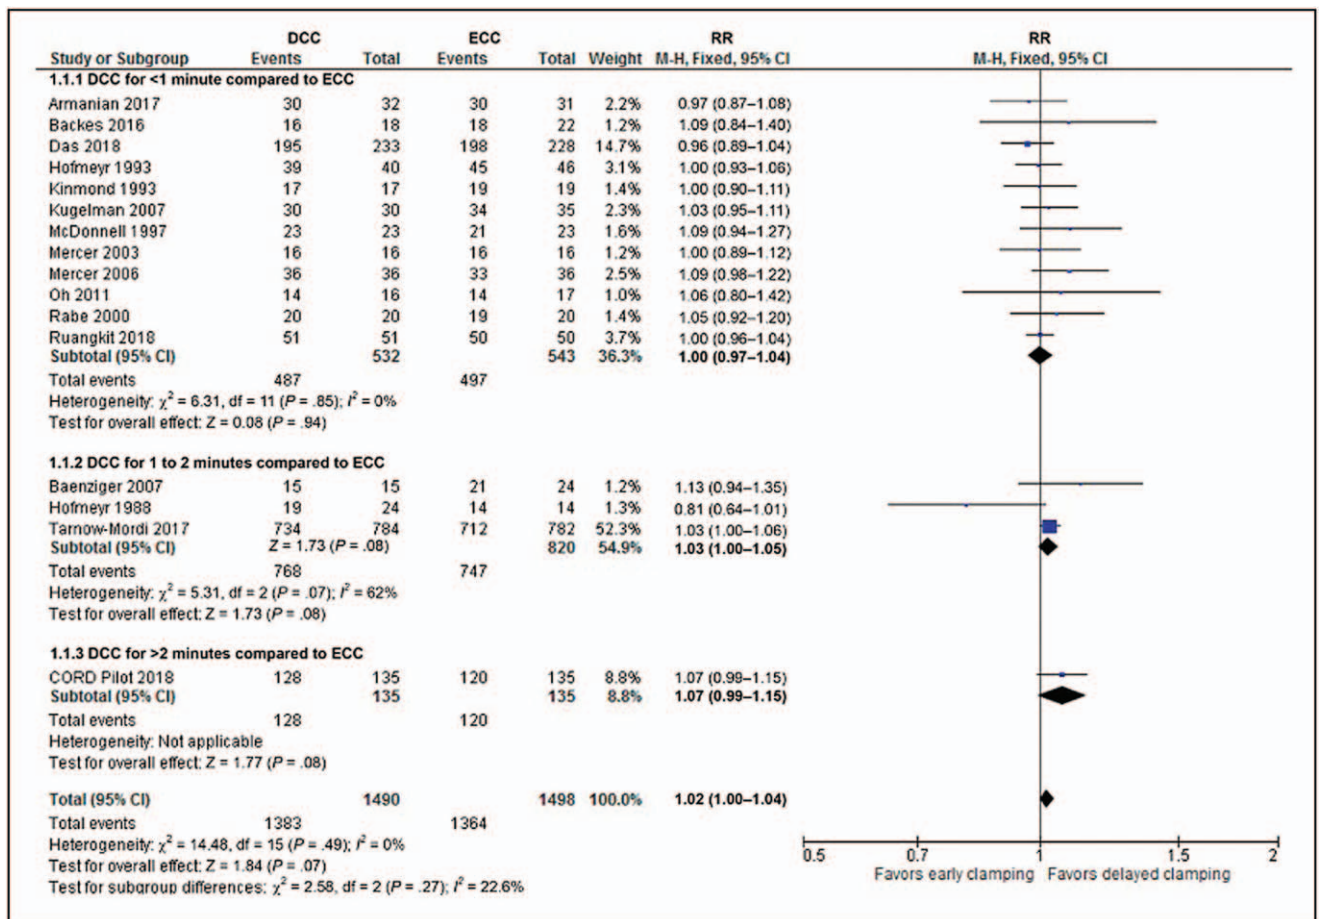 DCC ECC RR RR
Study or Subgroup Events Total Events Total Weight M-H, Fixed, 95% CI M-H, Fixed, 95% CI
1.1.1 DCC for <1 minute compared to ECC
Armanian 2017 30 32 30 31 2.2% 0.97 (0.87–1.08)
Backes 2016 16 18 18 22 1.2% 1.09 (0.84–1.40)
Das 2018 195 233 198 228 14.7% 0.96 (0.89–1.04)
Hofmeyr 1993 39 40 45 46 3.1% 1.00 (0.93–1.06)
Kinmond 1993 17 17 19 19 1.4% 1.00 (0.90–1.11)
Kugelman 2007 30 30 34 35 2.3% 1.03 (0.95–1.11)
McDonnell 1997 23 23 21 23 1.6% 1.09 (0.94–1.27)
Mercer 2003 16 16 16 16 1.2% 1.00 (0.89–1.12)
Mercer 2006 36 36 33 36 2.5% 1.09 (0.98–1.22)
Oh 2011 14 16 14 17 1.0% 1.06 (0.80–1.42)
Rabe 2000 20 20 19 20 1.4% 1.05 (0.92–1.20)
Ruangkit 2018 51 51 50 50 3.7% 1.00 (0.96–1.04)
Subtotal (95% CI) 532 543 36.3% 1.00 (0.97–1.04)
Total events 487 497
Heterogeneity: χ² = 6.31, df = 11 (P = .85); I² = 0%
Test for overall effect: Z = 0.08 (P = .94)
1.1.2 DCC for 1 to 2 minutes compared to ECC
Baenziger 2007 15 15 21 24 1.2% 1.13 (0.94–1.35)
Hofmeyr 1988 19 24 14 14 1.3% 0.81 (0.64–1.01)
Tarnow-Mordi 2017 734 784 712 782 52.3% 1.03 (1.00–1.06)
Subtotal (95% CI) Z = 1.73 (P = .08) 820 54.9% 1.03 (1.00–1.05)
Total events 768 747
Heterogeneity: χ² = 5.31, df = 2 (P = .07); I² = 62%
Test for overall effect: Z = 1.73 (P = .08)
1.1.3 DCC for >2 minutes compared to ECC
CORD Pilot 2018 128 135 120 135 8.8% 1.07 (0.99–1.15)
Subtotal (95% CI) 135 135 8.8% 1.07 (0.99–1.15)
Total events 128 120
Heterogeneity: Not applicable
Test for overall effect: Z = 1.77 (P = .08)
Total (95% CI) 1490 1498 100.0% 1.02 (1.00–1.04)
Total events 1383 1364
Heterogeneity: χ² = 14.48, df = 15 (P = .49); I² = 0%
Test for overall effect: Z = 1.84 (P = .07)
Test for subgroup differences: χ² = 2.58, df = 2 (P = .27); I² = 22.6%
0.5 0.7 1 1.5 2
Favors early clamping Favors delayed clamping